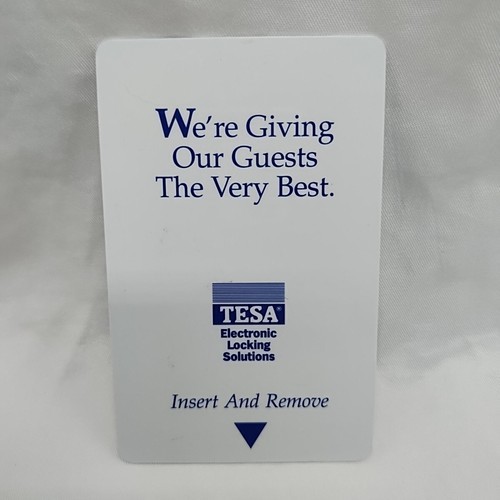 We're Giving
Our Guests
The Very Best.
TESA®
Electronic
Locking
Solutions
Insert And Remove